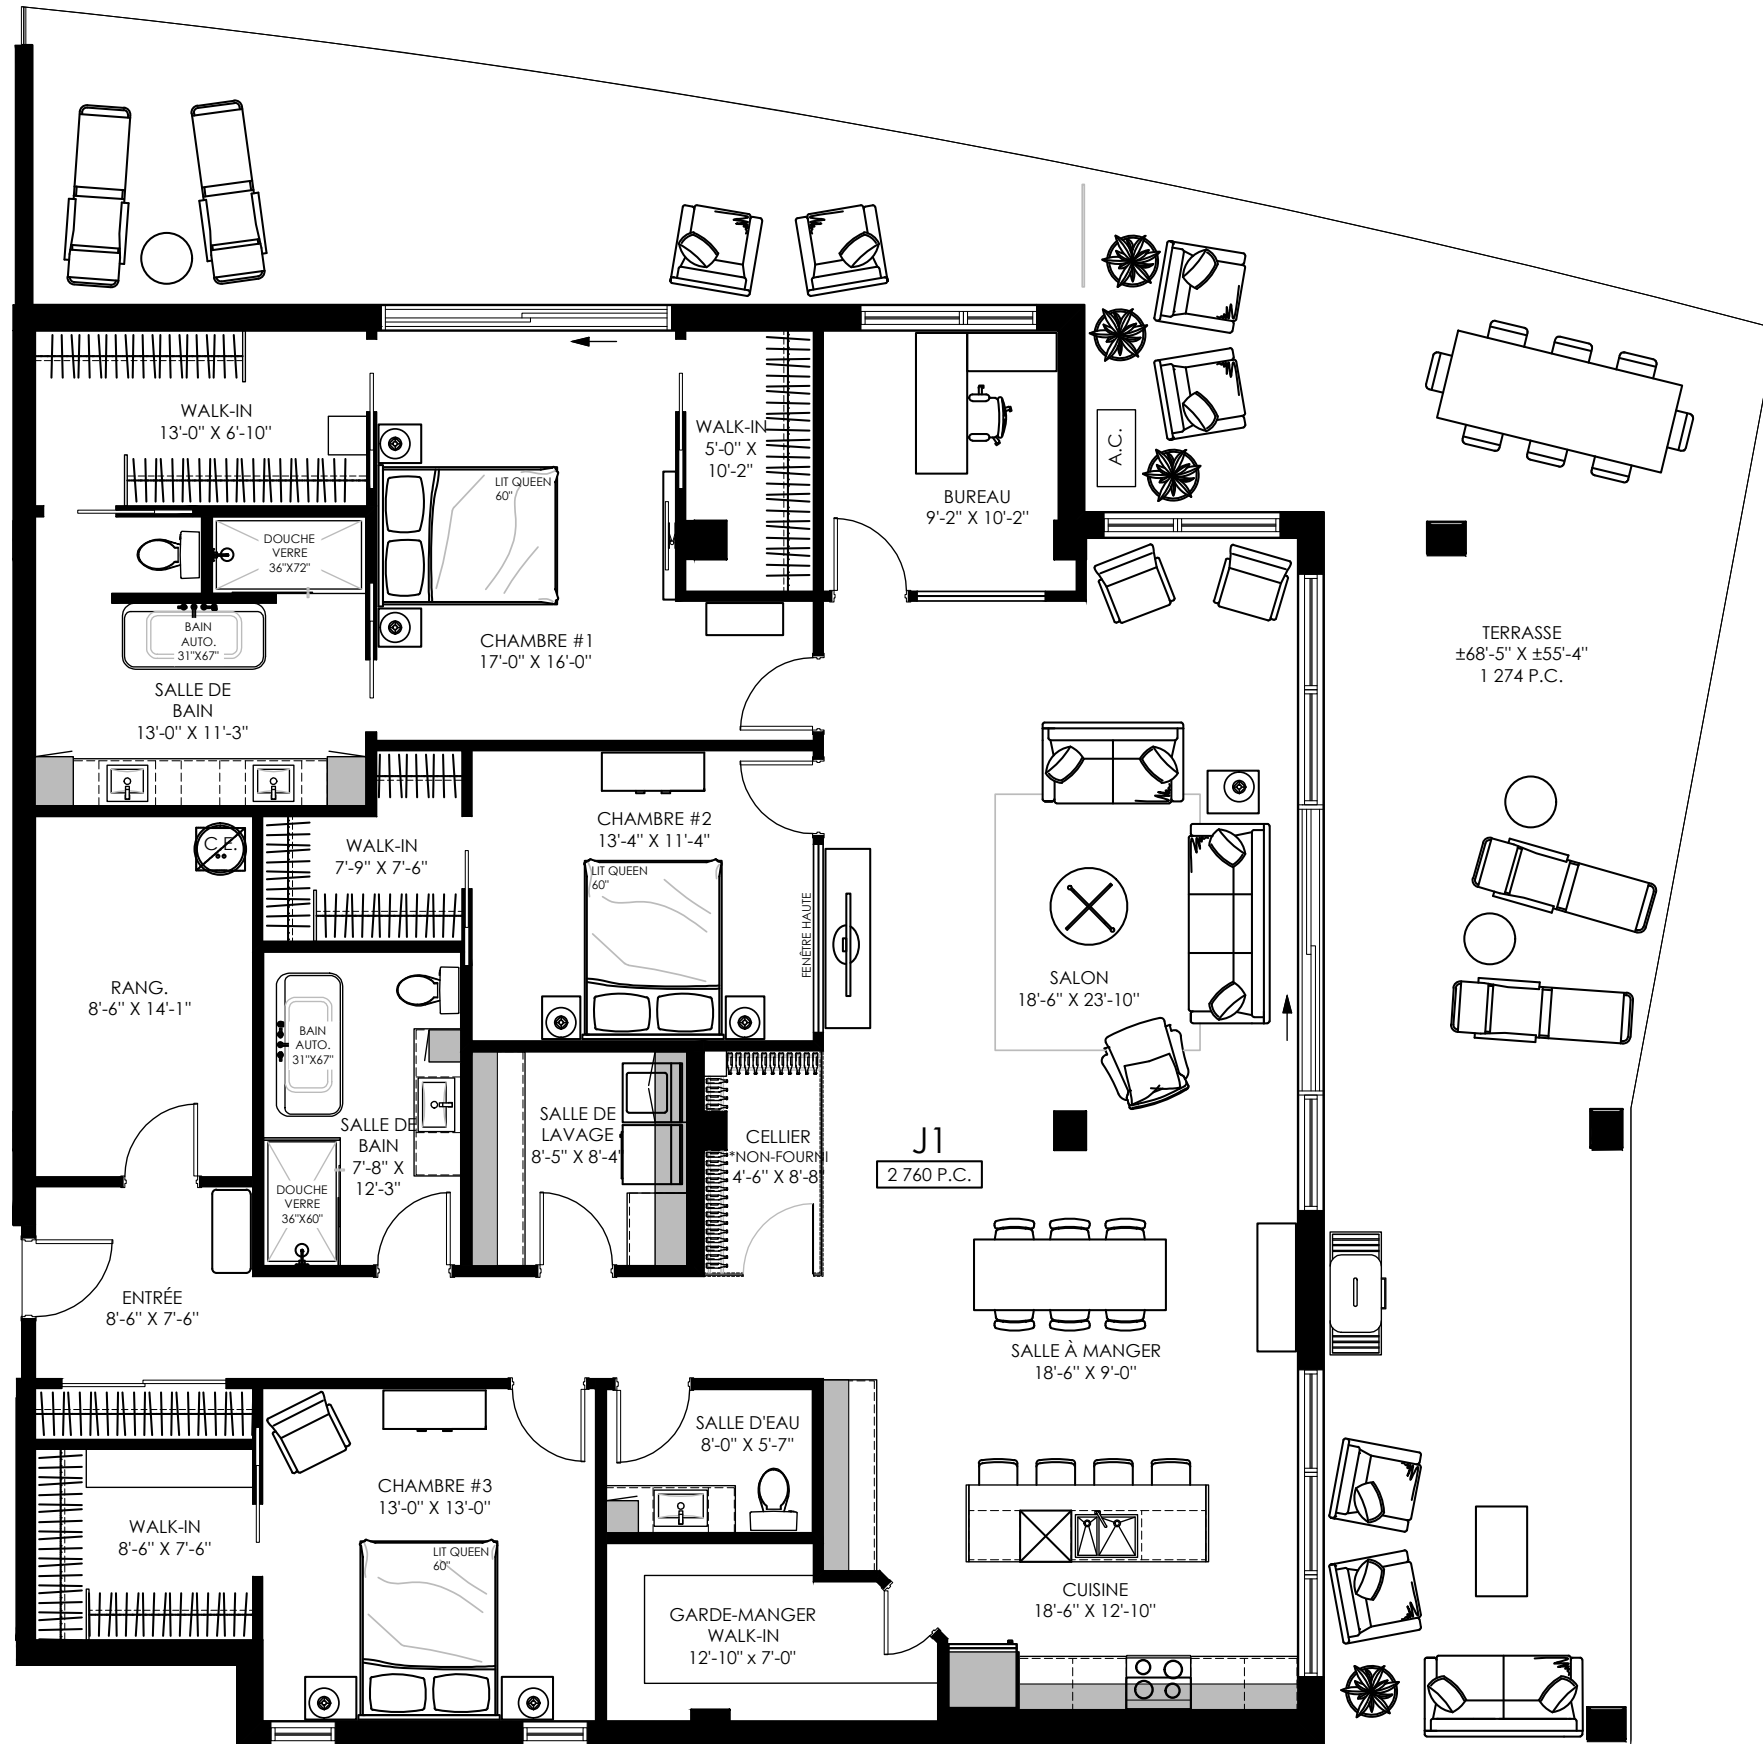 WALK-IN
13'-0" X 6'-10"
WALK-IN
5'-0" X
10'-2"
LIT QUEEN
60"
BUREAU
9'-2" X 10'-2"
A.C.
DOUCHE
VERRE
36"X72"
BAIN
AUTO.
31"X67"
CHAMBRE #1
17'-0" X 16'-0"
TERRASSE
±68'-5" X ±55'-4"
1 274 P.C.
SALLE DE
BAIN
13'-0" X 11'-3"
C.E.
WALK-IN
7'-9" X 7'-6"
CHAMBRE #2
13'-4" X 11'-4"
LIT QUEEN
60"
FENÊTRE HAUTE
RANG.
8'-6" X 14'-1"
SALON
18'-6" X 23'-10"
BAIN
AUTO.
31"X67"
SALLE DE
BAIN
7'-8" X
12'-3"
DOUCHE
VERRE
36"X60"
SALLE DE
LAVAGE
8'-5" X 8'-4"
CELLIER
*NON-FOURNI
4'-6" X 8'-8"
J1
2 760 P.C.
ENTRÉE
8'-6" X 7'-6"
SALLE À MANGER
18'-6" X 9'-0"
SALLE D'EAU
8'-0" X 5'-7"
CHAMBRE #3
13'-0" X 13'-0"
WALK-IN
8'-6" X 7'-6"
LIT QUEEN
60"
CUISINE
18'-6" X 12'-10"
GARDE-MANGER
WALK-IN
12'-10" x 7'-0"